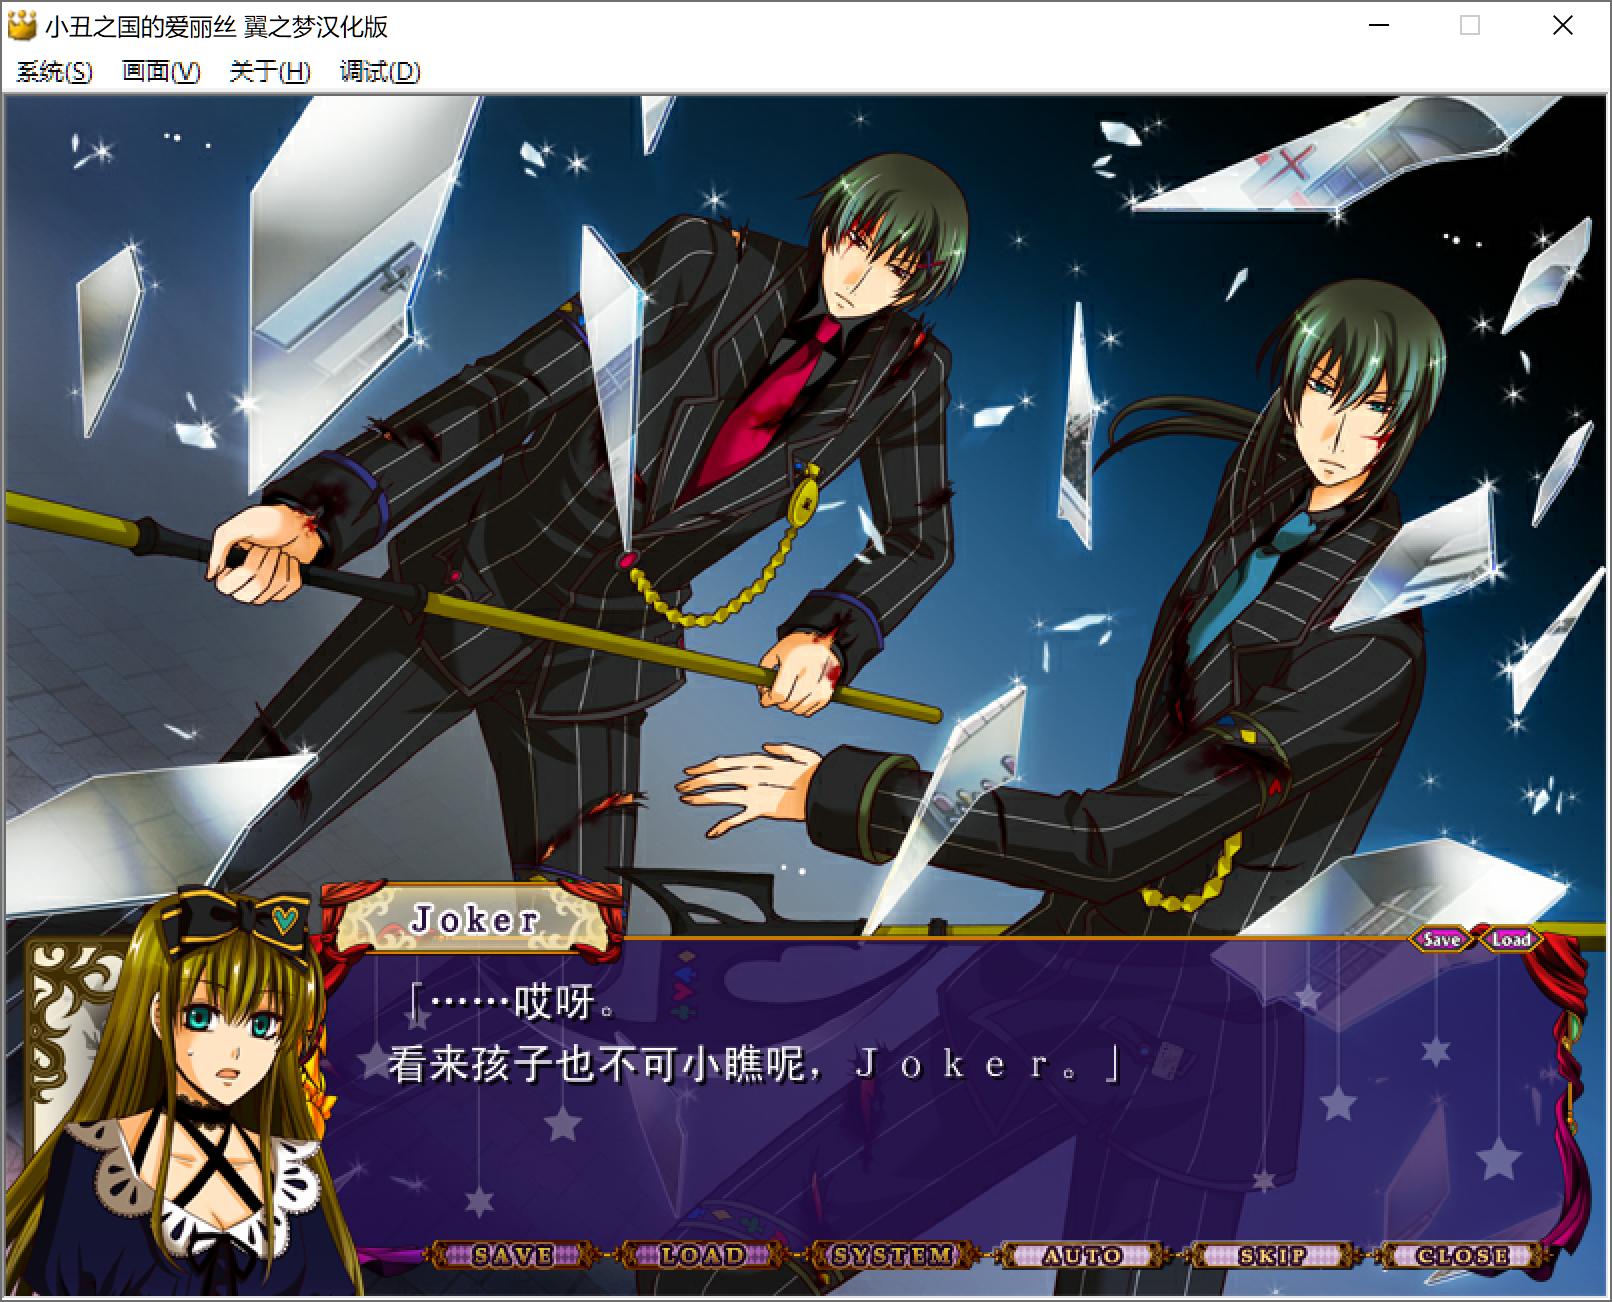 小丑之国的爱丽丝 翼之梦汉化版
系统(S) 画面(V) 关于(H) 调试(D)
Joker
Save Load
「……哎呀。
看来孩子也不可小瞧呢，Ｊｏｋｅｒ。」
SAVE LOAD SYSTEM AUTO SKIP CLOSE